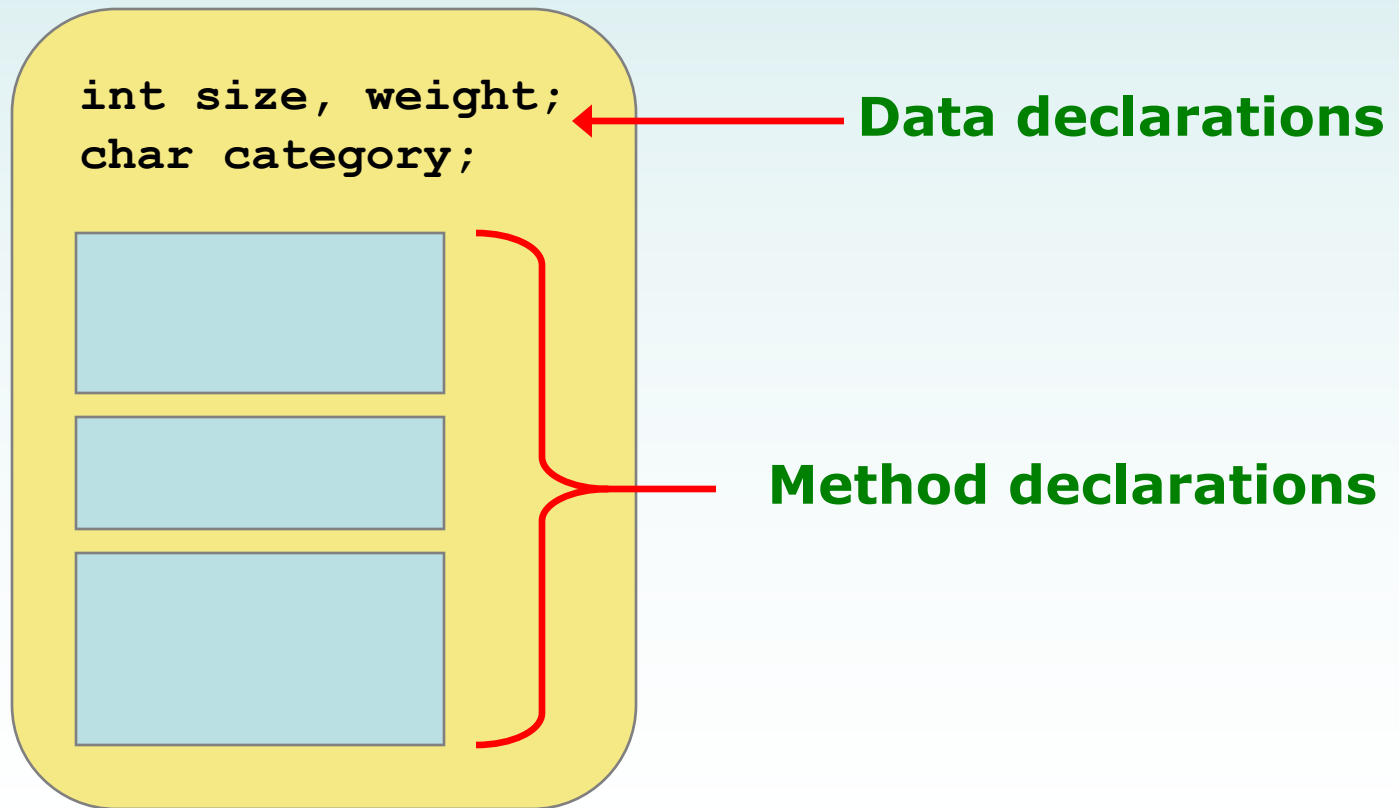 int size, weight;
char category;
Data declarations
Method declarations